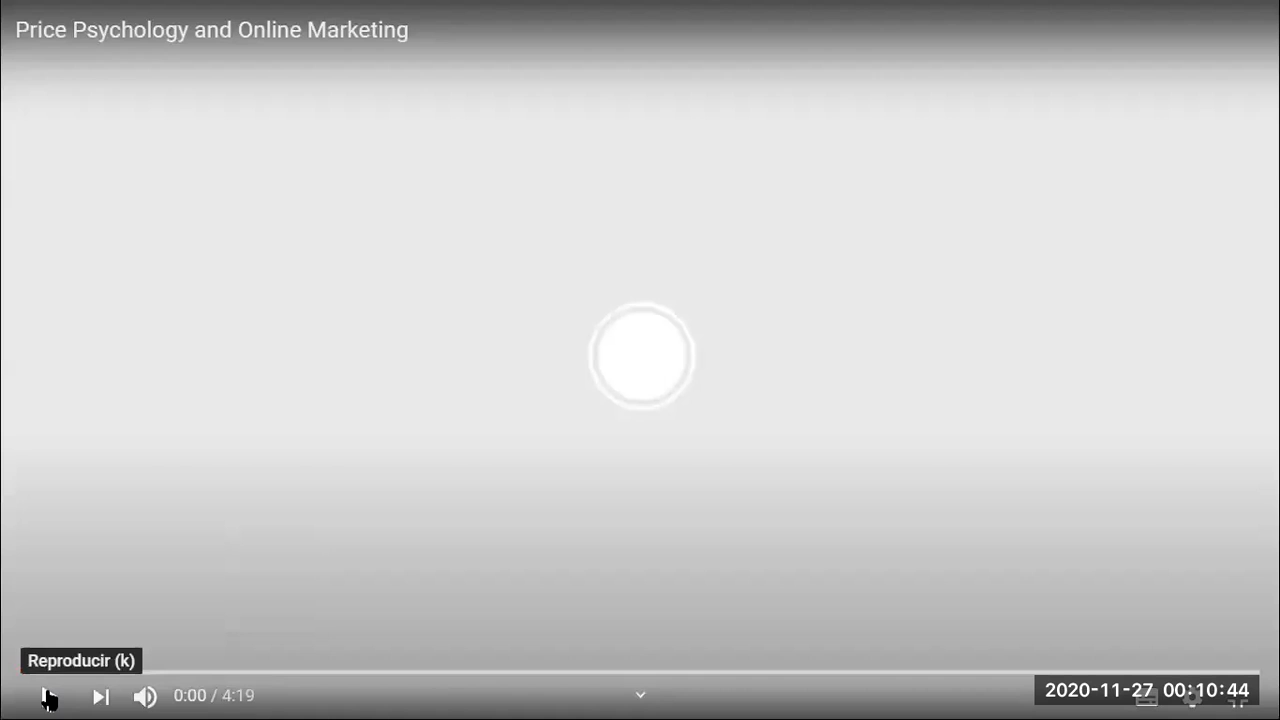 Price Psychology and Online Marketing
Reproducir (k)
0:00 / 4:19
2020-11-27 00:10:44